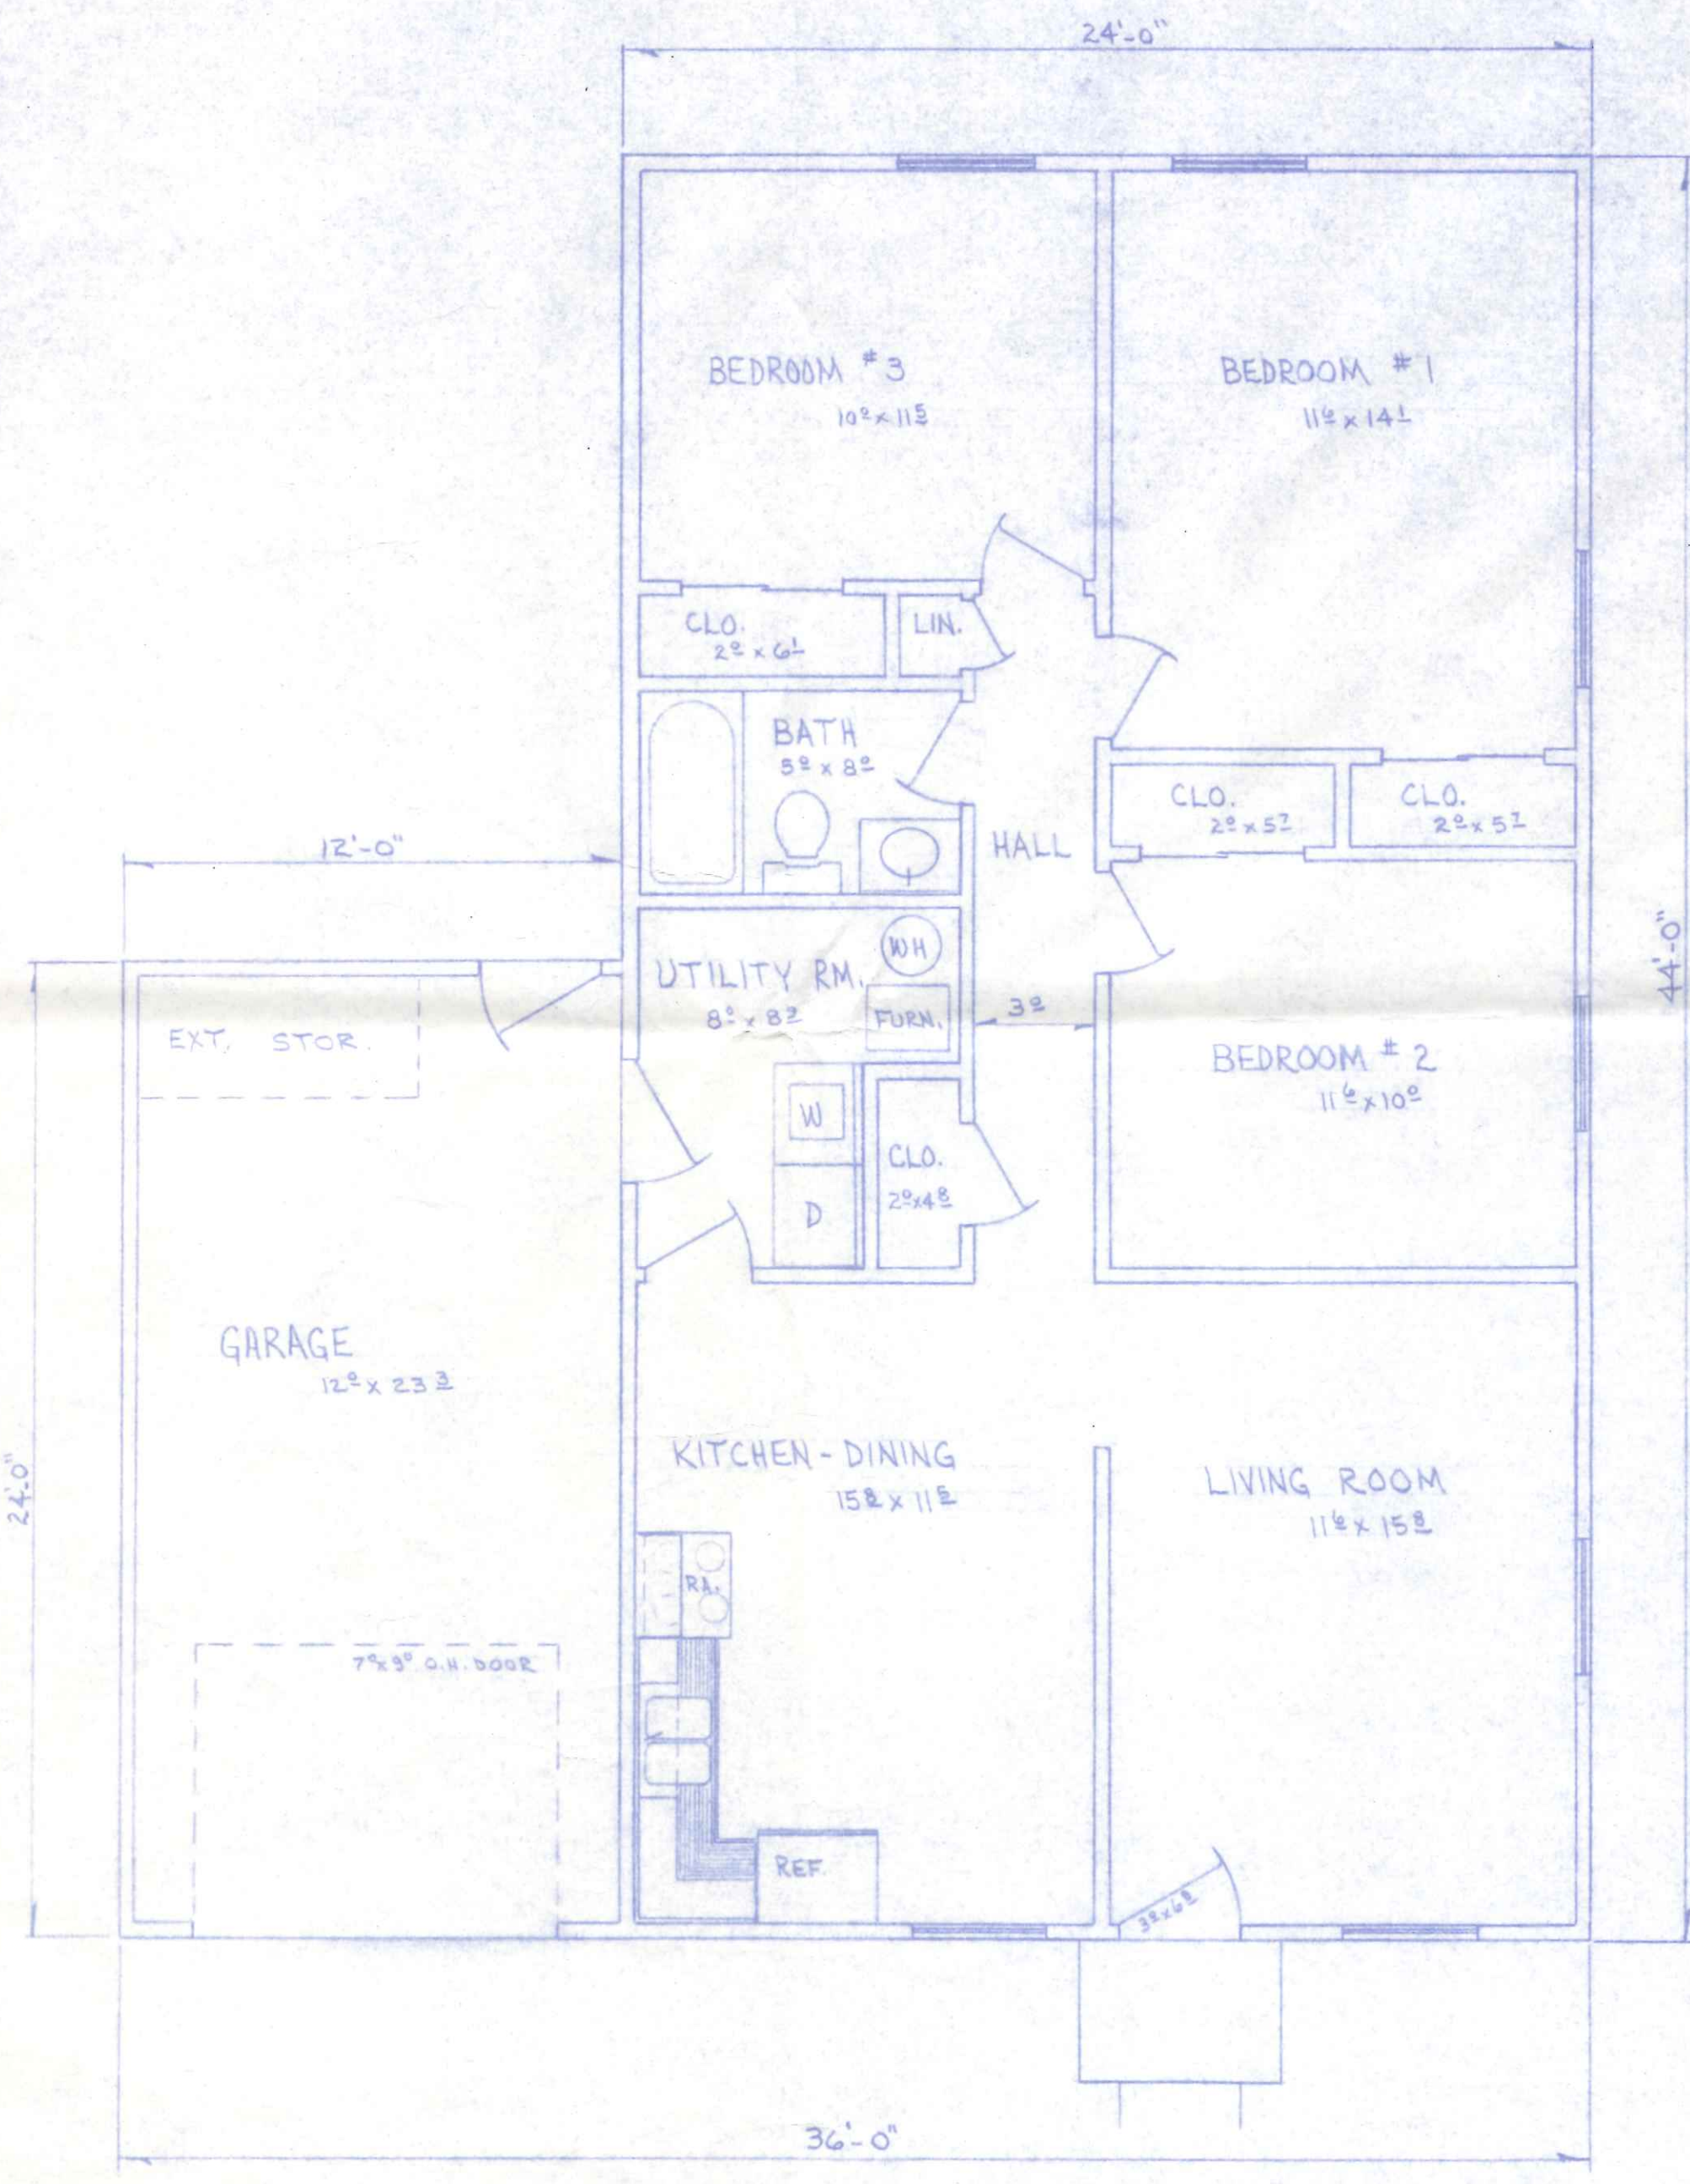 24'-0"
BEDROOM #3
10⁲ x 11⁵
BEDROOM #1
11⁶ x 14¹
CLO.
2⁰ x 6¹
LIN.
BATH
5⁰ x 8⁰
CLO.
2⁰ x 5⁷
CLO.
2⁰ x 5⁷
HALL
12'-0"
44'-0"
WH
UTILITY RM.
8⁰ x 8²
FURN.
3⁰
EXT. STOR.
BEDROOM #2
11⁶ x 10⁰
W
CLO.
2⁰x4⁸
D
GARAGE
12⁰ x 23³
KITCHEN-DINING
15⁸ x 11⁵
LIVING ROOM
11⁶ x 15⁸
24'-0"
RA.
7⁰x9⁰ O.H. DOOR
REF.
3⁰x6⁸
36'-0"